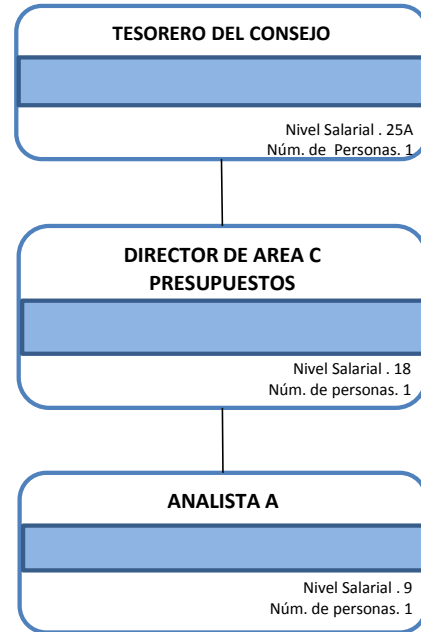 TESORERO DEL CONSEJO
Nivel Salarial . 25A
Núm. de  Personas. 1
DIRECTOR DE AREA C
PRESUPUESTOS
Nivel Salarial . 18
Núm. de personas. 1
ANALISTA A
Nivel Salarial . 9
Núm. de personas. 1